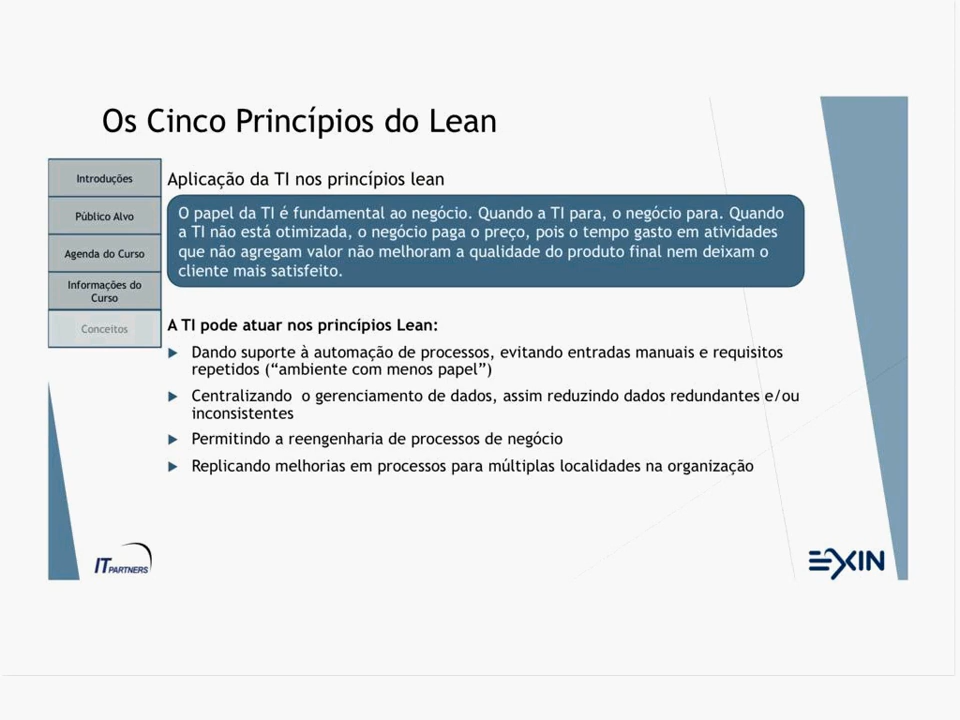 Os Cinco Princípios do Lean
Introduções
Público Alvo
Agenda do Curso
Informações do
Curso
Conceitos
Aplicação da TI nos princípios lean
O papel da TI é fundamental ao negócio. Quando a TI para, o negócio para. Quando
a TI não está otimizada, o negócio paga o preço, pois o tempo gasto em atividades
que não agregam valor não melhoram a qualidade do produto final nem deixam o
cliente mais satisfeito.
A TI pode atuar nos princípios Lean:
Dando suporte à automação de processos, evitando entradas manuais e requisitos
repetidos (“ambiente com menos papel”)
Centralizando o gerenciamento de dados, assim reduzindo dados redundantes e/ou
inconsistentes
Permitindo a reengenharia de processos de negócio
Replicando melhorias em processos para múltiplas localidades na organização
IT PARTNERS
EXIN